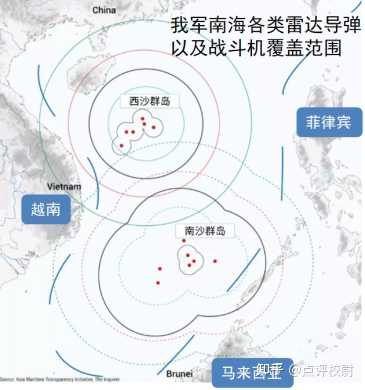 China
我军南海各类雷达导弹
以及战斗机覆盖范围
西沙群岛
菲律宾
Vietnam
越南
南沙群岛
Source: Asia Maritime Transparency Initiative, The Inquirer
Brunei
马来西亚
知乎 @点评校尉